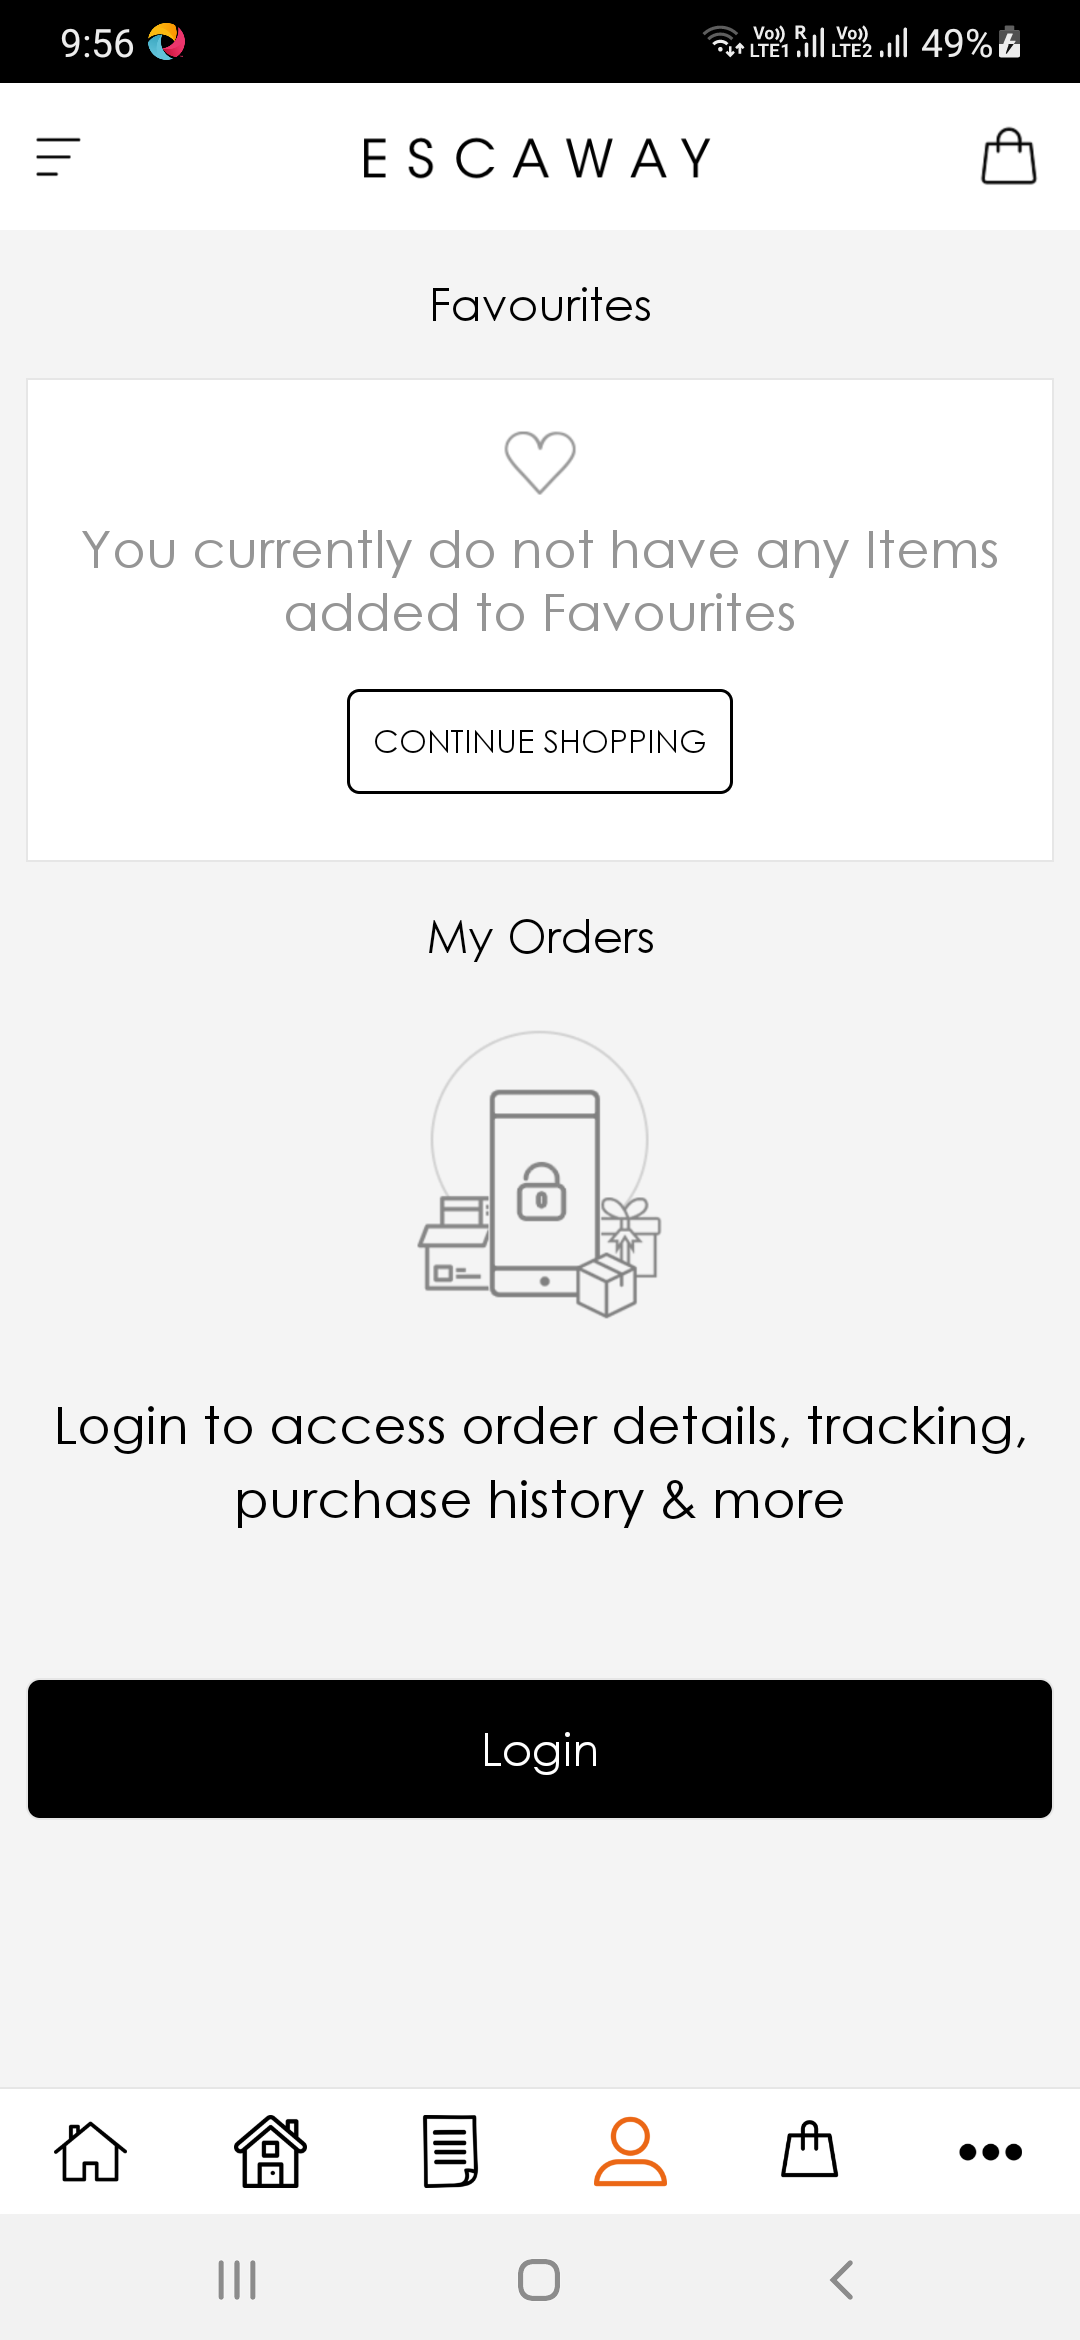 9:56
Vo)) R Vo))
LTE1 LTE2 49%
ESCAWAY
Favourites
You currently do not have any Items
added to Favourites
CONTINUE SHOPPING
My Orders
Login to access order details, tracking,
purchase history & more
Login